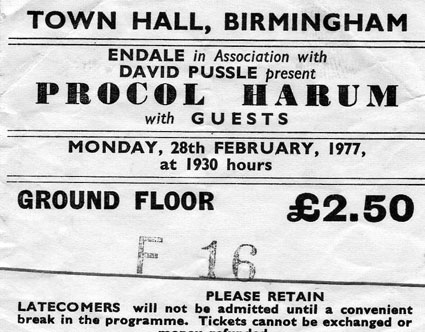 TOWN HALL, BIRMINGHAM
ENDALE in Association with
DAVID PUSSLE present
PROCOL HARUM
with GUESTS
MONDAY, 28th FEBRUARY, 1977,
at 1930 hours
GROUND FLOOR £2.50
F 16
PLEASE RETAIN
LATECOMERS will not be admitted until a convenient
break in the programme. Tickets cannot be exchanged or
money refunded